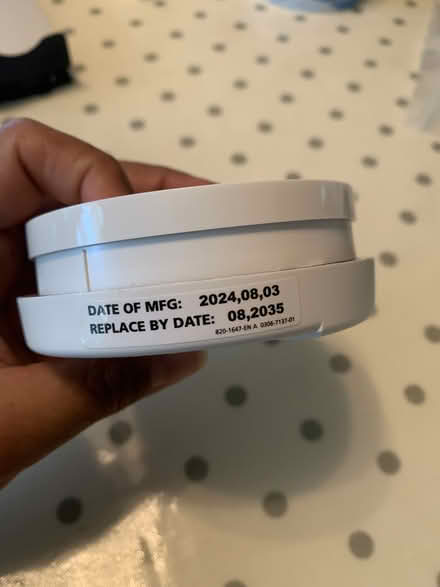 DATE OF MFG: 2024,08,03
REPLACE BY DATE: 08,2035
820-1647-EN A 0306-7137-01